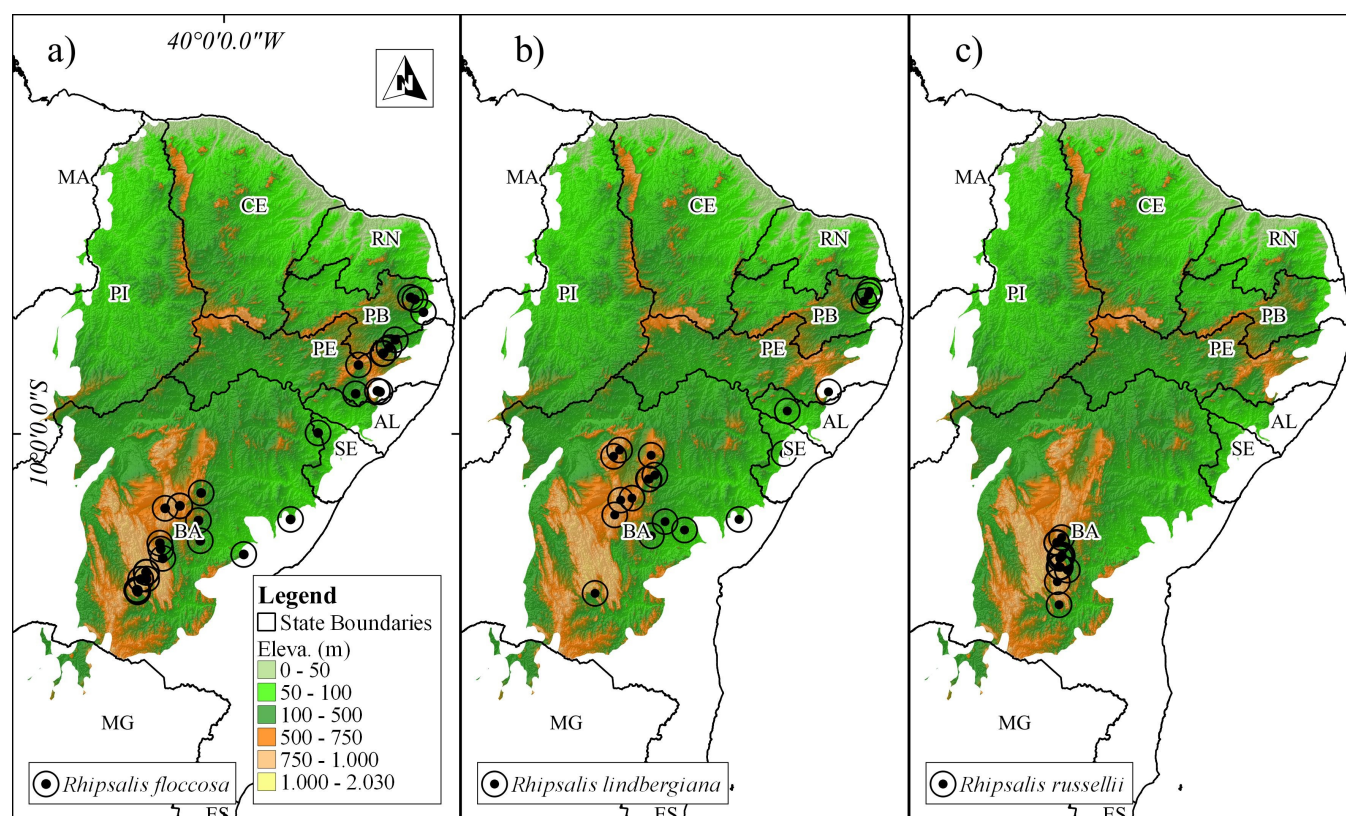 a)
40°0'0.0"W
N
MA
CE
RN
PI
PB
PE
AL
SE
10°0'0.0"S
BA
MG
ES
Legend
State Boundaries
Eleva. (m)
0 - 50
50 - 100
100 - 500
500 - 750
750 - 1.000
1.000 - 2.030
Rhipsalis floccosa
b)
MA
CE
RN
PI
PB
PE
AL
SE
BA
MG
ES
Rhipsalis lindbergiana
c)
MA
CE
RN
PI
PB
PE
AL
SE
BA
MG
ES
Rhipsalis russellii